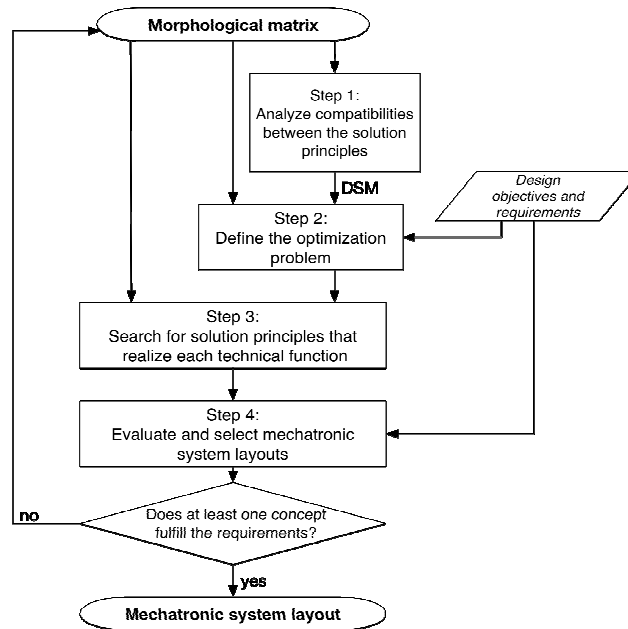 Morphological matrix
Step 1:
Analyze compatibilities
between the solution
principles
DSM
Design
objectives and
requirements
Step 2:
Define the optimization
problem
Step 3:
Search for solution principles that
realize each technical function
Step 4:
Evaluate and select mechatronic
system layouts
Does at least one concept
fulfill the requirements?
no
yes
Mechatronic system layout